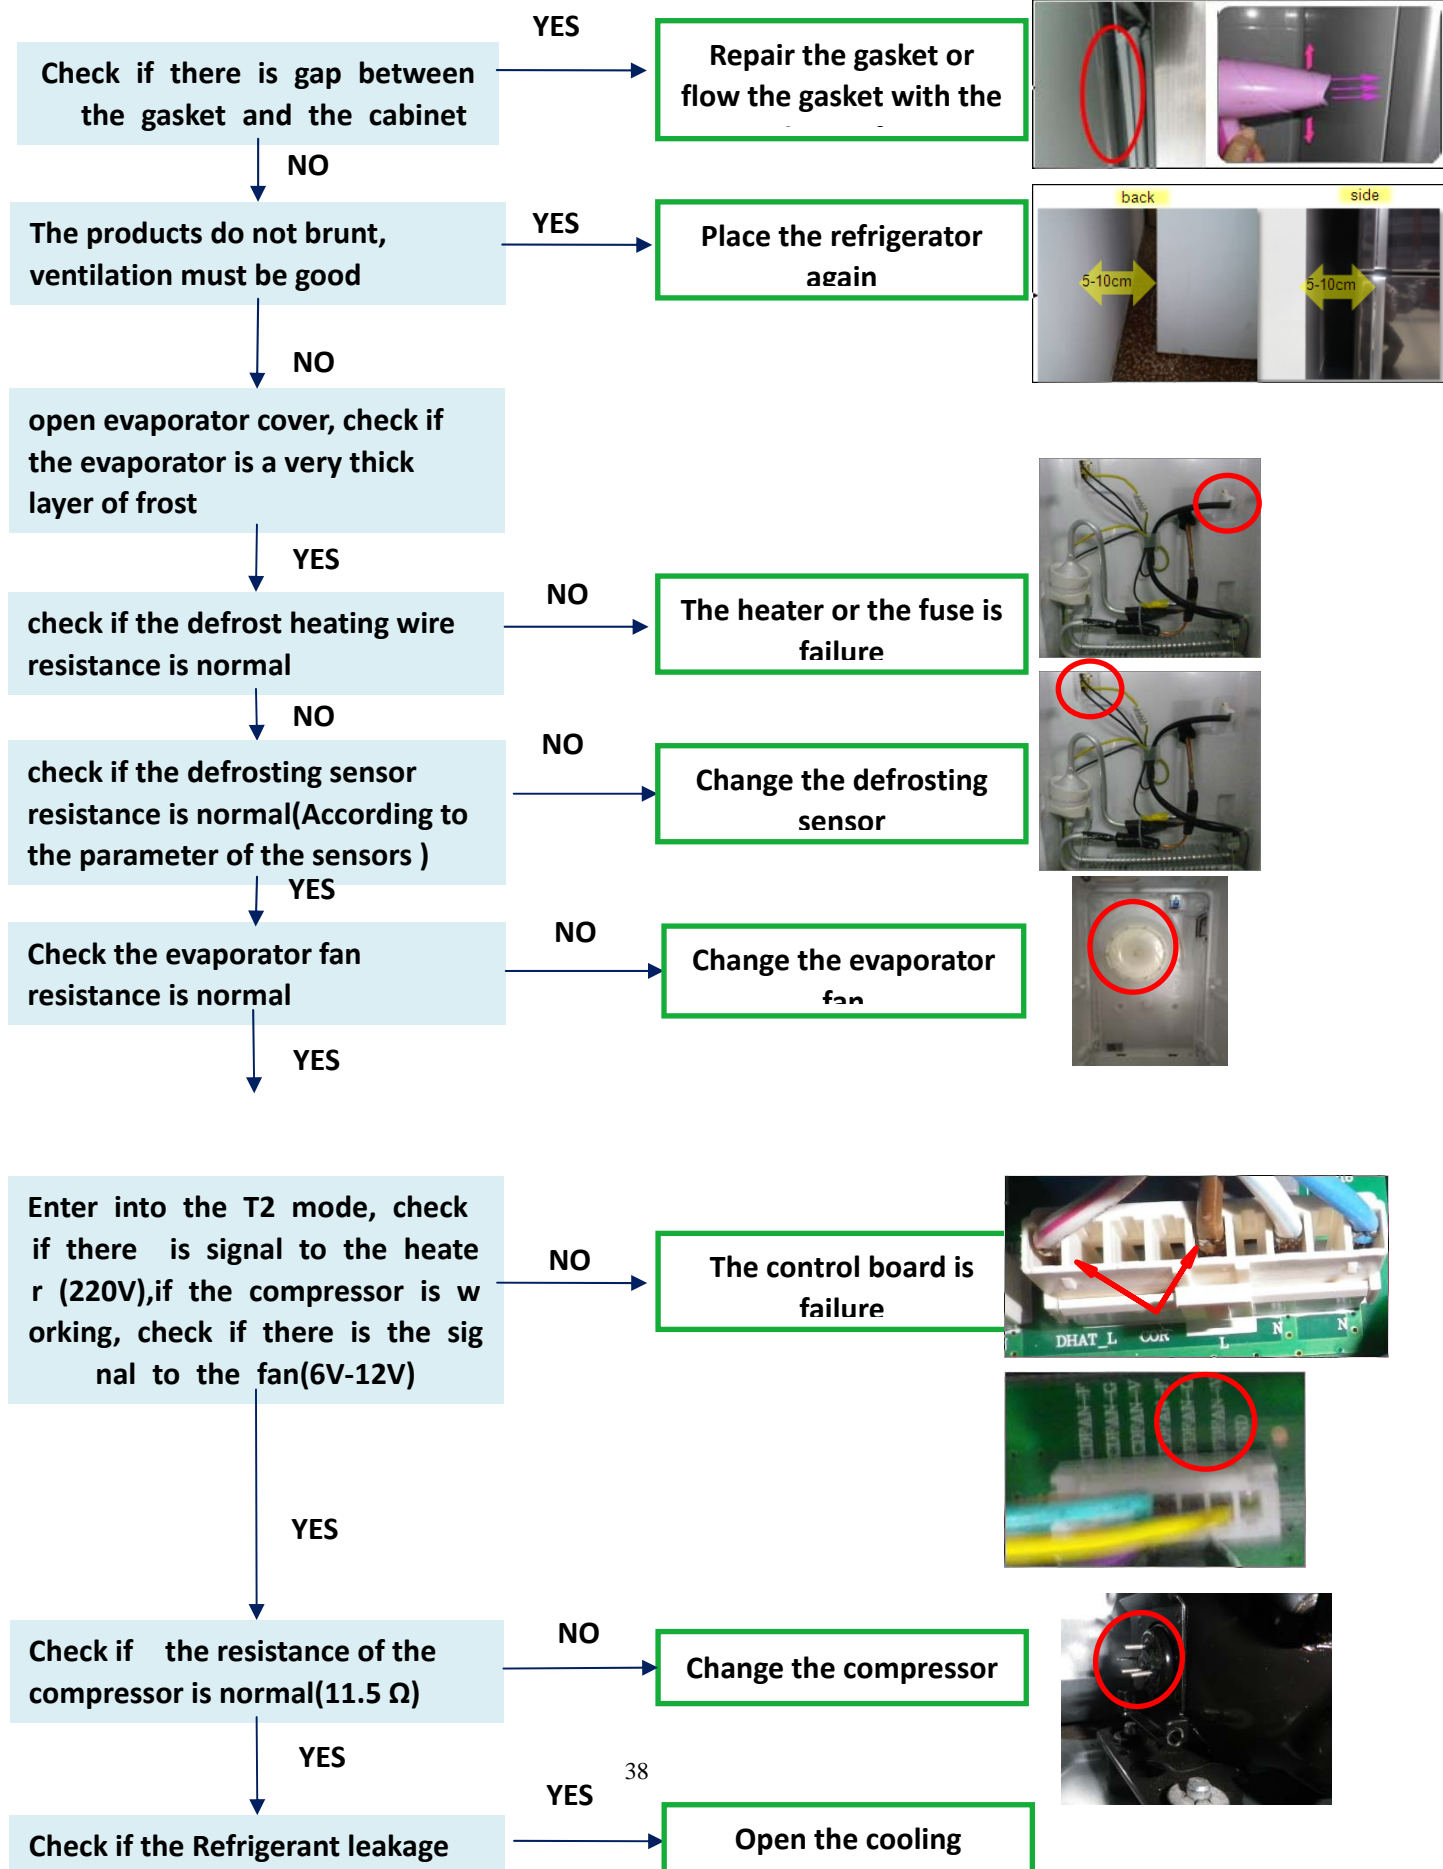 YES
Check if there is gap between
the gasket and the cabinet
Repair the gasket or
flow the gasket with the
NO
back
side
The products do not brunt,
ventilation must be good
YES
Place the refrigerator
again
5-10cm
5-10cm
NO
open evaporator cover, check if
the evaporator is a very thick
layer of frost
YES
check if the defrost heating wire
resistance is normal
NO
The heater or the fuse is
failure
NO
check if the defrosting sensor
resistance is normal(According to
the parameter of the sensors )
NO
Change the defrosting
sensor
YES
Check the evaporator fan
resistance is normal
NO
Change the evaporator
fan
YES
Enter into the T2 mode, check
if there is signal to the heate
r (220V),if the compressor is w
orking, check if there is the sig
nal to the fan(6V-12V)
NO
The control board is
failure
DHAT_L COR L N N
YES
Check if the resistance of the
compressor is normal(11.5 Ω)
NO
Change the compressor
YES
38
YES
Check if the Refrigerant leakage
Open the cooling